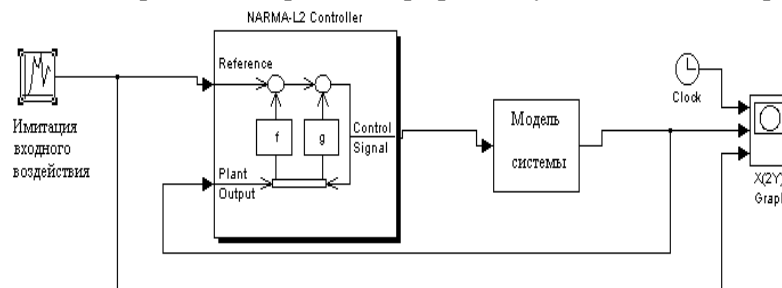 NARMA-L2 Controller
Reference
f
g
Control
Signal
Plant
Output
Имитация
входного
воздействия
Модель
системы
Clock
X(2Y)
Graph